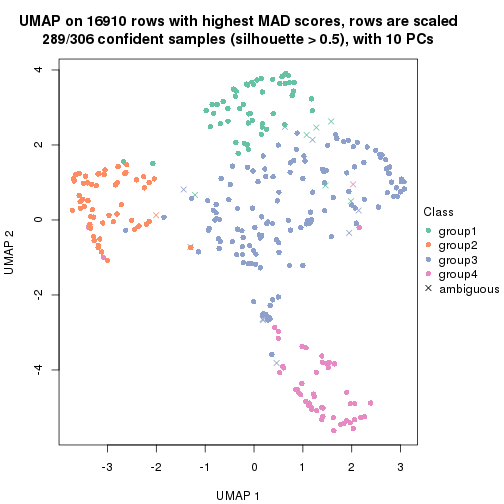 UMAP on 16910 rows with highest MAD scores, rows are scaled
289/306 confident samples (silhouette > 0.5), with 10 PCs
4
2
0
-2
-4
UMAP 2
-3 -2 -1 0 1 2 3
UMAP 1
Class
group1
group2
group3
group4
ambiguous